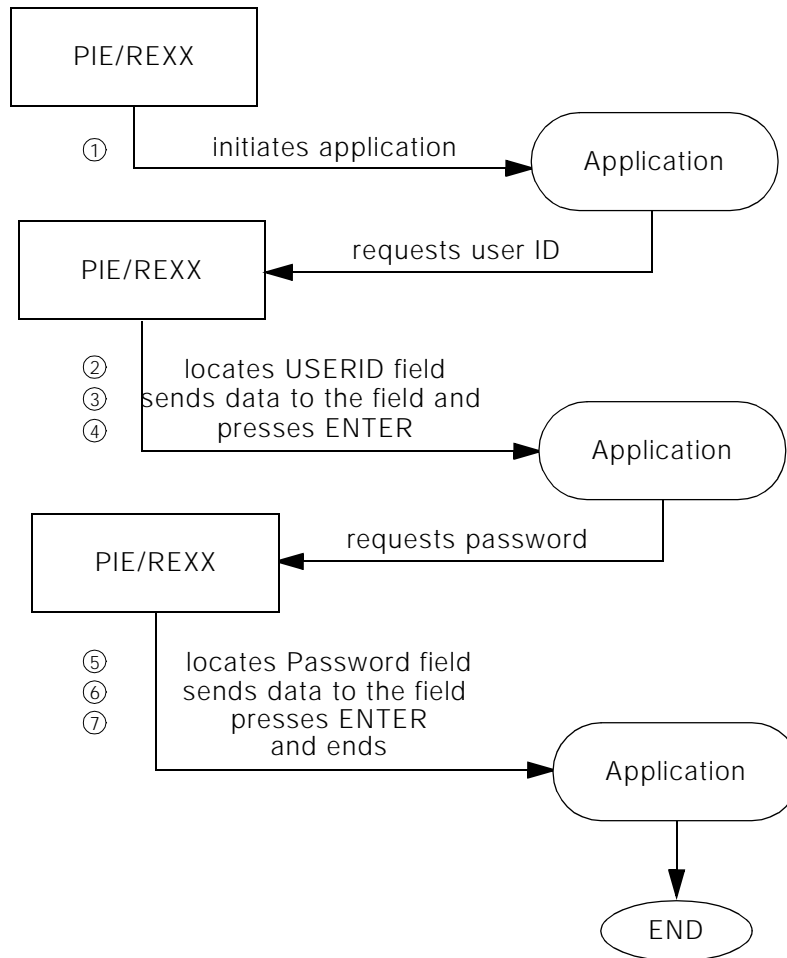 PIE/REXX
① initiates application
Application
requests user ID
PIE/REXX
② locates USERID field
③ sends data to the field and
④ presses ENTER
Application
requests password
PIE/REXX
⑤ locates Password field
⑥ sends data to the field
⑦ presses ENTER
and ends
Application
END